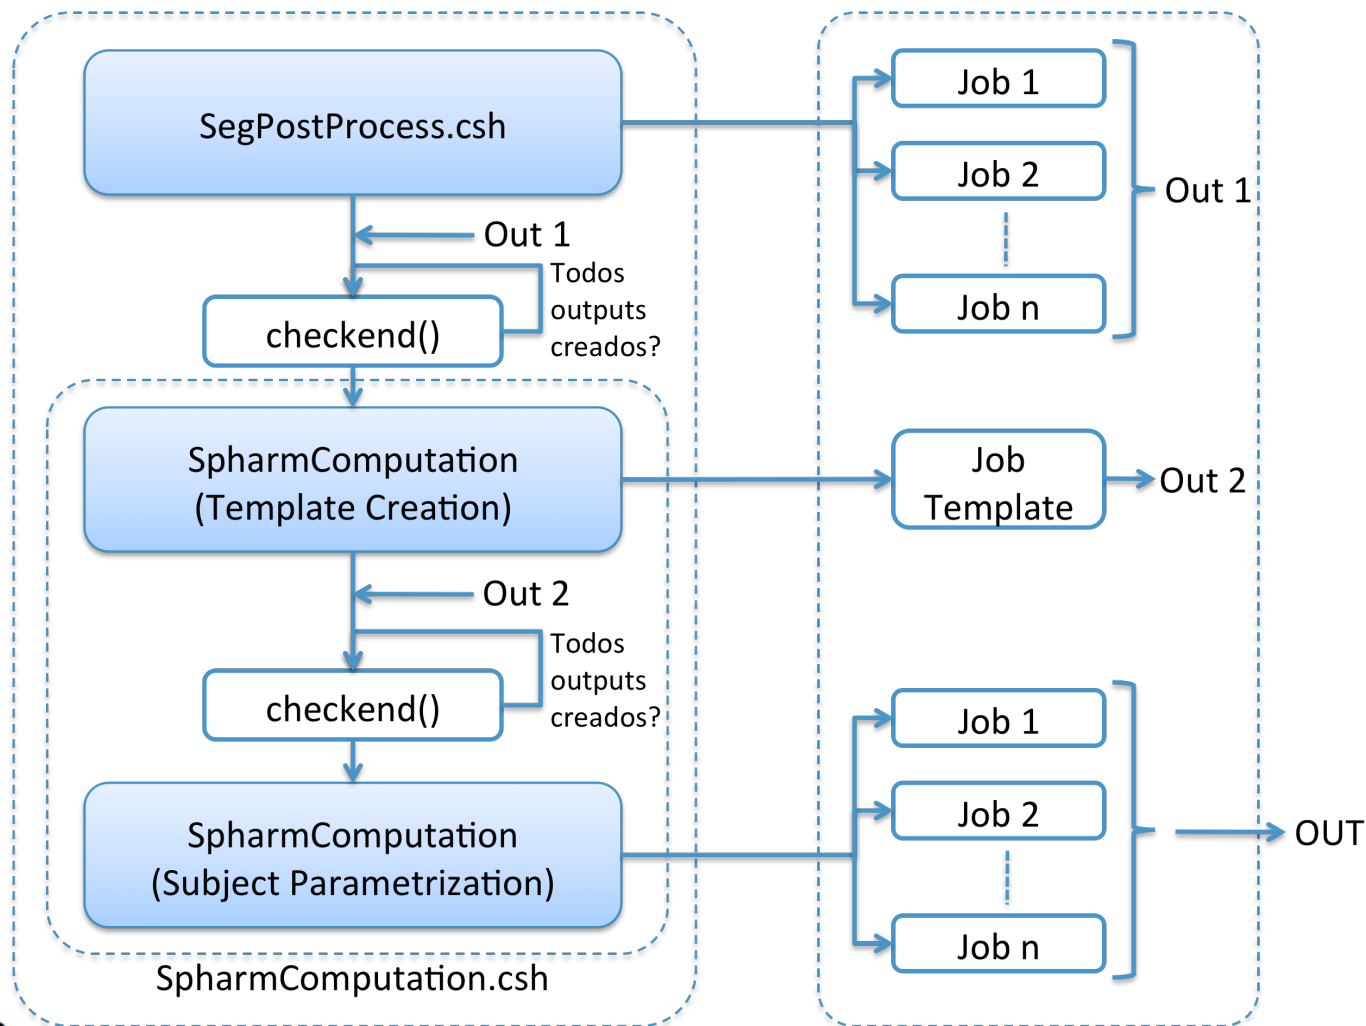 SegPostProcess.csh
Out 1
Todos
outputs
creados?
checkend()
SpharmComputation
(Template Creation)
Out 2
Todos
outputs
creados?
checkend()
SpharmComputation
(Subject Parametrization)
SpharmComputation.csh
Job 1
Job 2
Job n
Out 1
Job
Template
Out 2
Job 1
Job 2
Job n
OUT